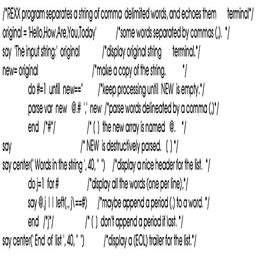 /*REXX program separates a string of comma delimited words, and echoes them terminal*/
original = 'Hello,How,Are,You,Today' /*some words separated by commas (,). */
say 'The input string:' original /*display original string terminal.*/
new= original /*make a copy of the string. */
do #=1 until new=='' /*keep processing until NEW is empty.*/
parse var new @.# ',' new /*parse words delineated by a comma (,)*/
end /*#*/ /* ( ) the new array is named @. */
say /* NEW is destructively parsed. ( ) */
say center(' Words in the string ', 40, " ") /*display a nice header for the list. */
do j=1 for # /*display all the words (one per line),*/
say @.j || left(., j\==#) /*maybe append a period (.) to a word. */
end /*j*/ /* ( ) don't append a period if last. */
say center(' End of list ', 40, " ") /*display a (EOL) trailer for the list.*/